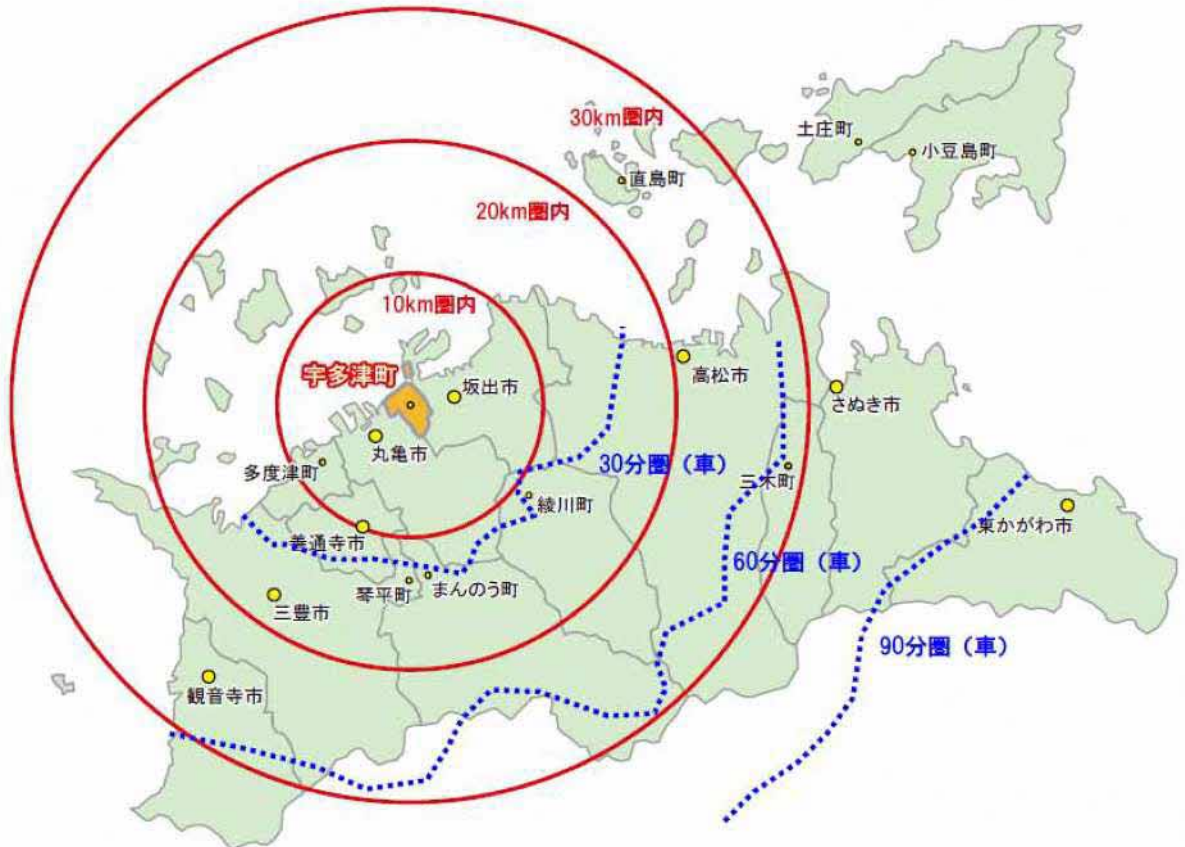 30km圏内
土庄町
小豆島町
直島町
20km圏内
10km圏内
宇多津町
坂出市
高松市
さぬき市
丸亀市
多度津町
30分圏（車）
三木町
綾川町
東かがわ市
善通寺市
60分圏（車）
琴平町
まんのう町
三豊市
90分圏（車）
観音寺市